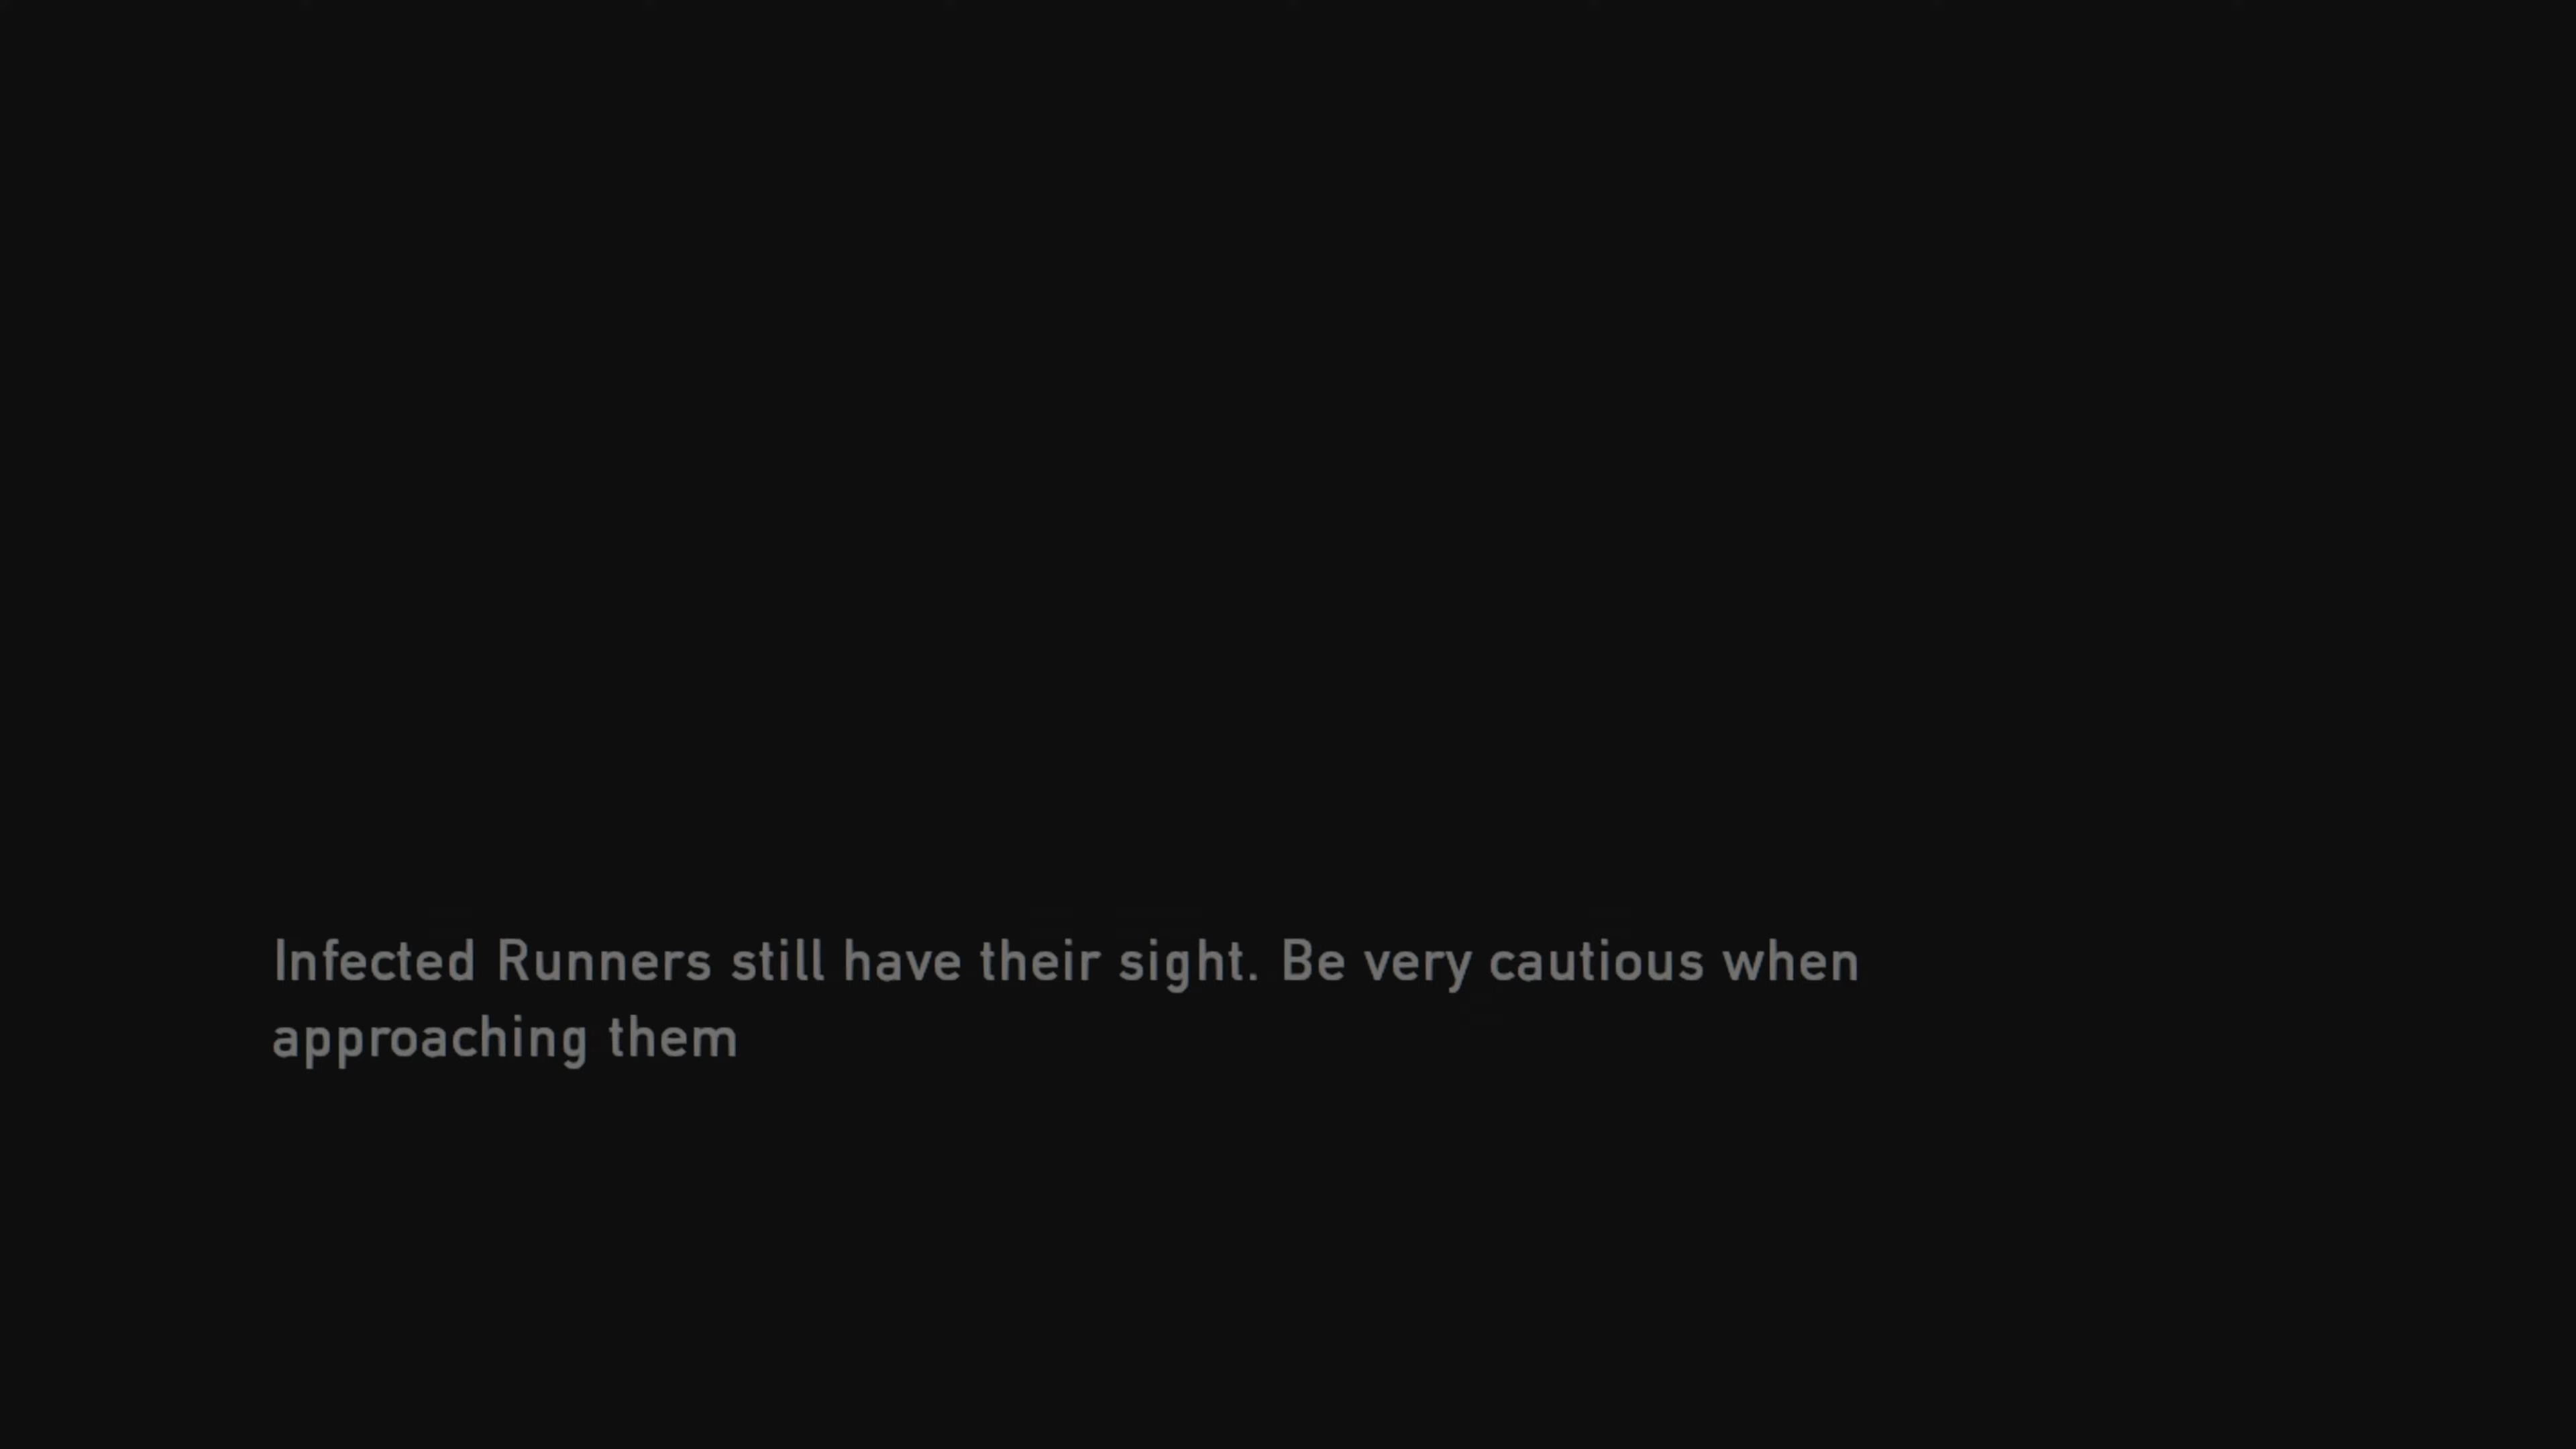 Infected Runners still have their sight. Be very cautious when
approaching them